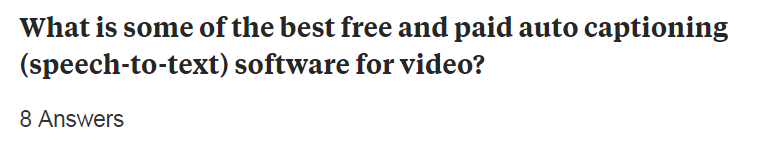 What is some of the best free and paid auto captioning
(speech-to-text) software for video?
8 Answers